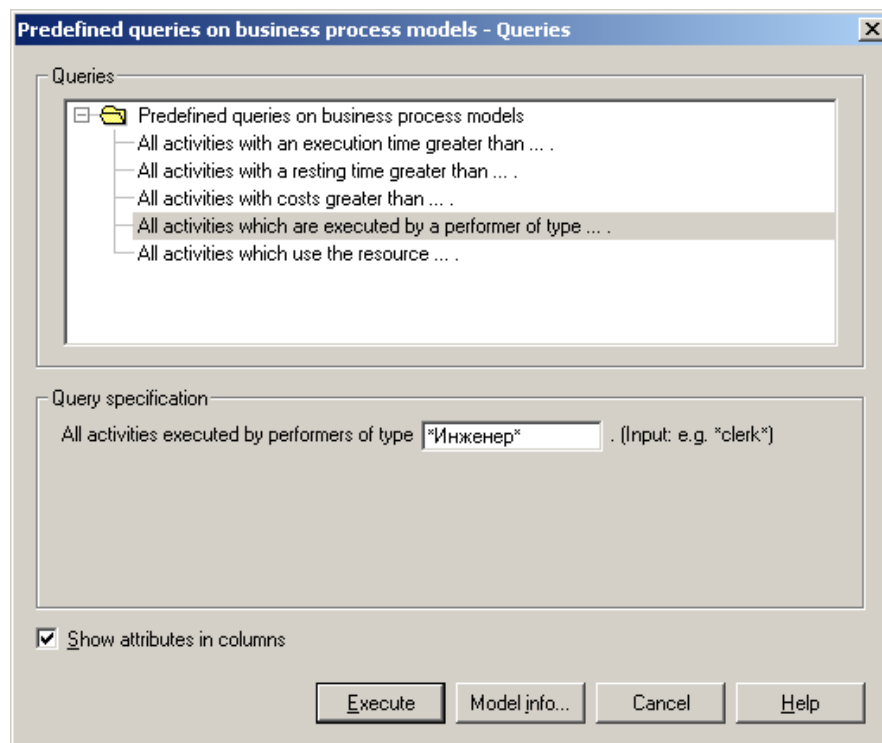 Predefined queries on business process models - Queries
Queries
Predefined queries on business process models
All activities with an execution time greater than ... .
All activities with a resting time greater than ... .
All activities with costs greater than ... .
All activities which are executed by a performer of type ... .
All activities which use the resource ... .
Query specification
All activities executed by performers of type *Инженер* . (Input: e.g. *clerk*)
Show attributes in columns
Execute Model info... Cancel Help